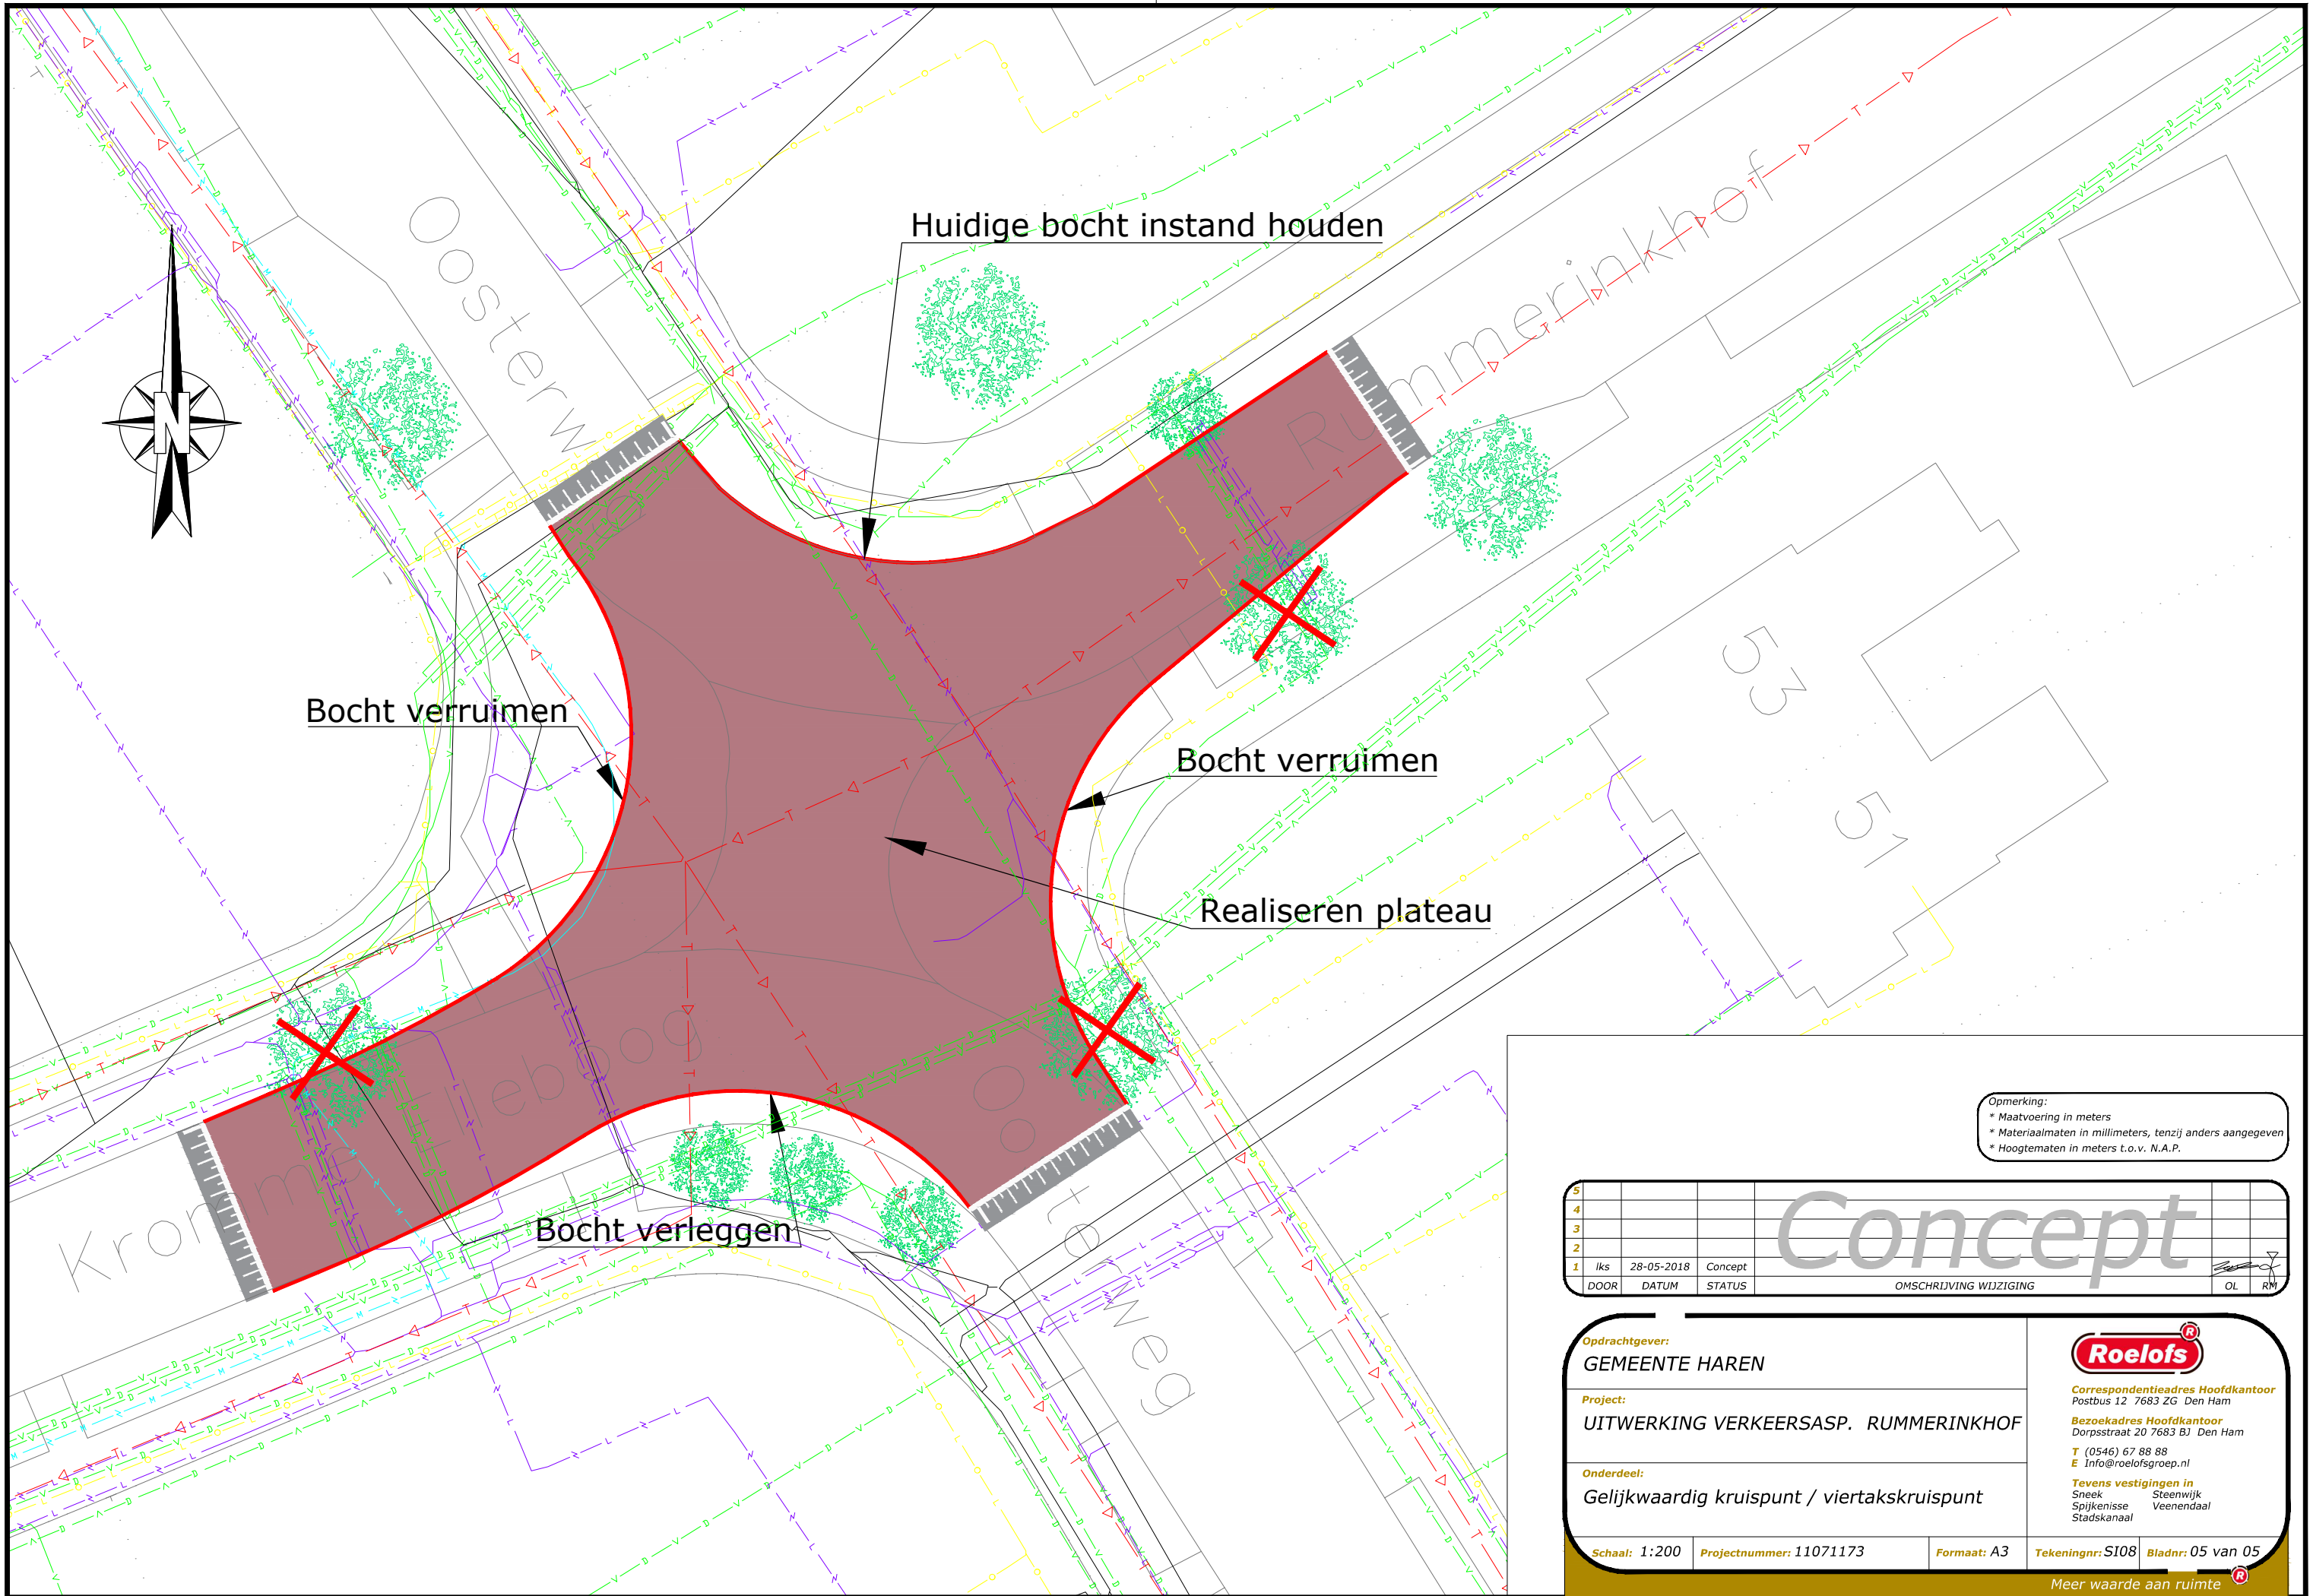 Huidige bocht instand houden
Oosterw
Rummerinkhof
N
Bocht verruimen
Bocht verruimen
Realiseren plateau
53
51
Kromme Elleboog
Oosterweg
Bocht verleggen
Opmerking:
* Maatvoering in meters
* Materiaalmaten in millimeters, tenzij anders aangegeven
* Hoogtematen in meters t.o.v. N.A.P.
Concept
5
4
3
2
1 lks 28-05-2018 Concept
DOOR DATUM STATUS OMSCHRIJVING WIJZIGING OL RM
Opdrachtgever:
GEMEENTE HAREN
Project:
UITWERKING VERKEERSASP. RUMMERINKHOF
Onderdeel:
Gelijkwaardig kruispunt / viertakskruispunt
Roelofs
R
Correspondentieadres Hoofdkantoor
Postbus 12 7683 ZG Den Ham
Bezoekadres Hoofdkantoor
Dorpsstraat 20 7683 BJ Den Ham
T (0546) 67 88 88
E Info@roelofsgroep.nl
Tevens vestigingen in
Sneek Steenwijk
Spijkenisse Veenendaal
Stadskanaal
Schaal: 1:200 Projectnummer: 11071173 Formaat: A3 Tekeningnr: SI08 Bladnr: 05 van 05
Meer waarde aan ruimte
R